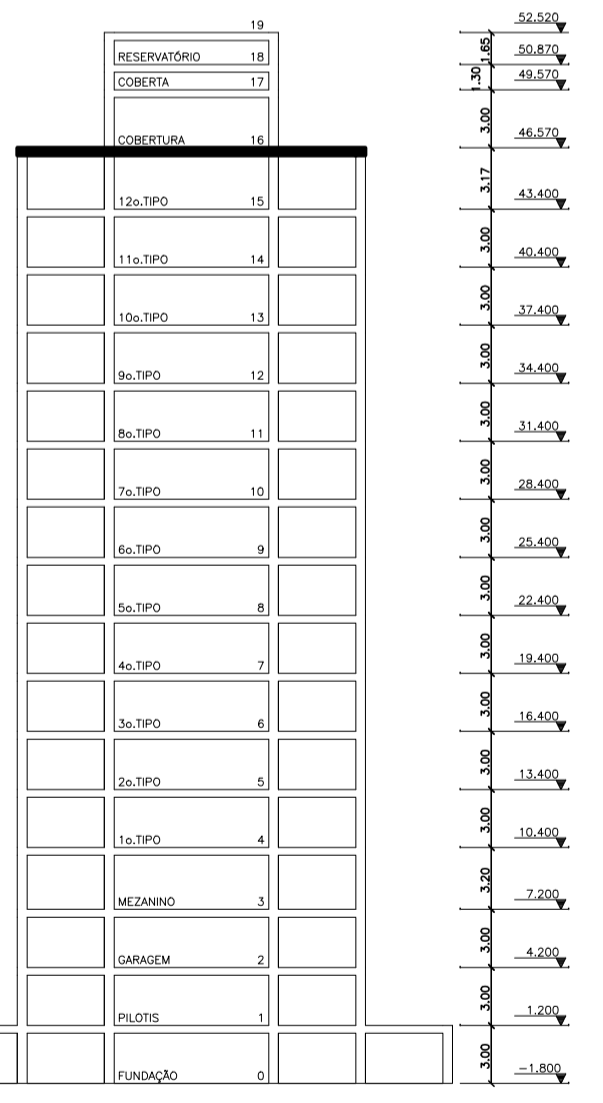 19 52.520
1.65
RESERVATÓRIO 18 50.870
1.30
COBERTA 17 49.570
3.00
COBERTURA 16 46.570
3.17
12o.TIPO 15 43.400
3.00
11o.TIPO 14 40.400
3.00
10o.TIPO 13 37.400
3.00
9o.TIPO 12 34.400
3.00
8o.TIPO 11 31.400
3.00
7o.TIPO 10 28.400
3.00
6o.TIPO 9 25.400
3.00
5o.TIPO 8 22.400
3.00
4o.TIPO 7 19.400
3.00
3o.TIPO 6 16.400
3.00
2o.TIPO 5 13.400
3.00
1o.TIPO 4 10.400
3.20
MEZANINO 3 7.200
3.00
GARAGEM 2 4.200
3.00
PILOTIS 1 1.200
3.00
FUNDAÇÃO 0 −1.800